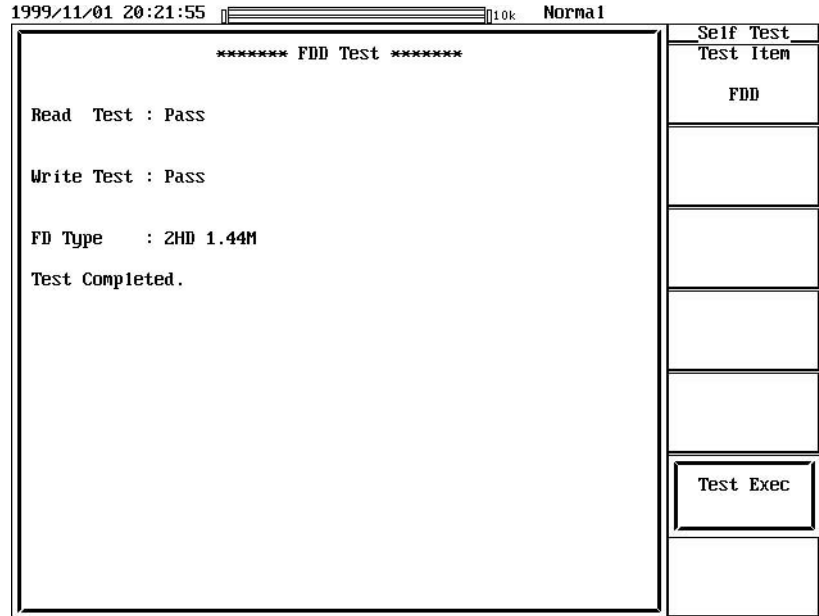 1999/11/01 20:21:55 10k Normal
Self Test
Test Item
FDD
******* FDD Test *******
Read Test : Pass
Write Test : Pass
FD Type : 2HD 1.44M
Test Completed.
Test Exec